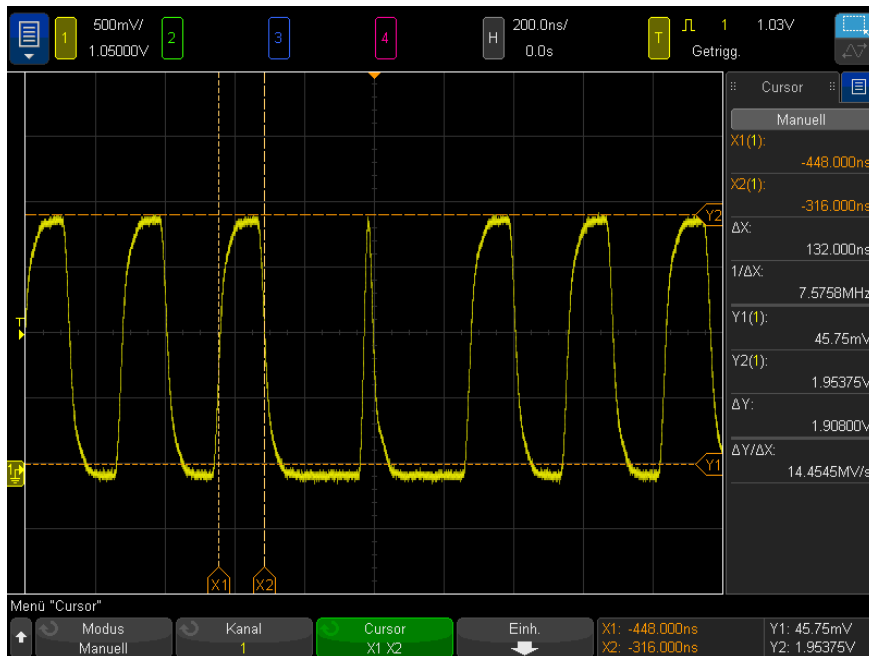 500mV/
200.0ns/
1
1.03V
1
2
3
4
H
T
1.05000V
0.0s
Getrigg.
Cursor
Manuell
X1(1):
-448.000ns
X2(1):
-316.000ns
ΔX:
132.000ns
1/ΔX:
7.5758MHz
Y1(1):
45.75mV
Y2(1):
1.95375V
ΔY:
1.90800V
ΔY/ΔX:
14.4545MV/s
Y2
T
Y1
1
X1
X2
Menü "Cursor"
Modus
Manuell
Kanal
1
Cursor
X1 X2
Einh.
X1: -448.000ns
X2: -316.000ns
Y1: 45.75mV
Y2: 1.95375V